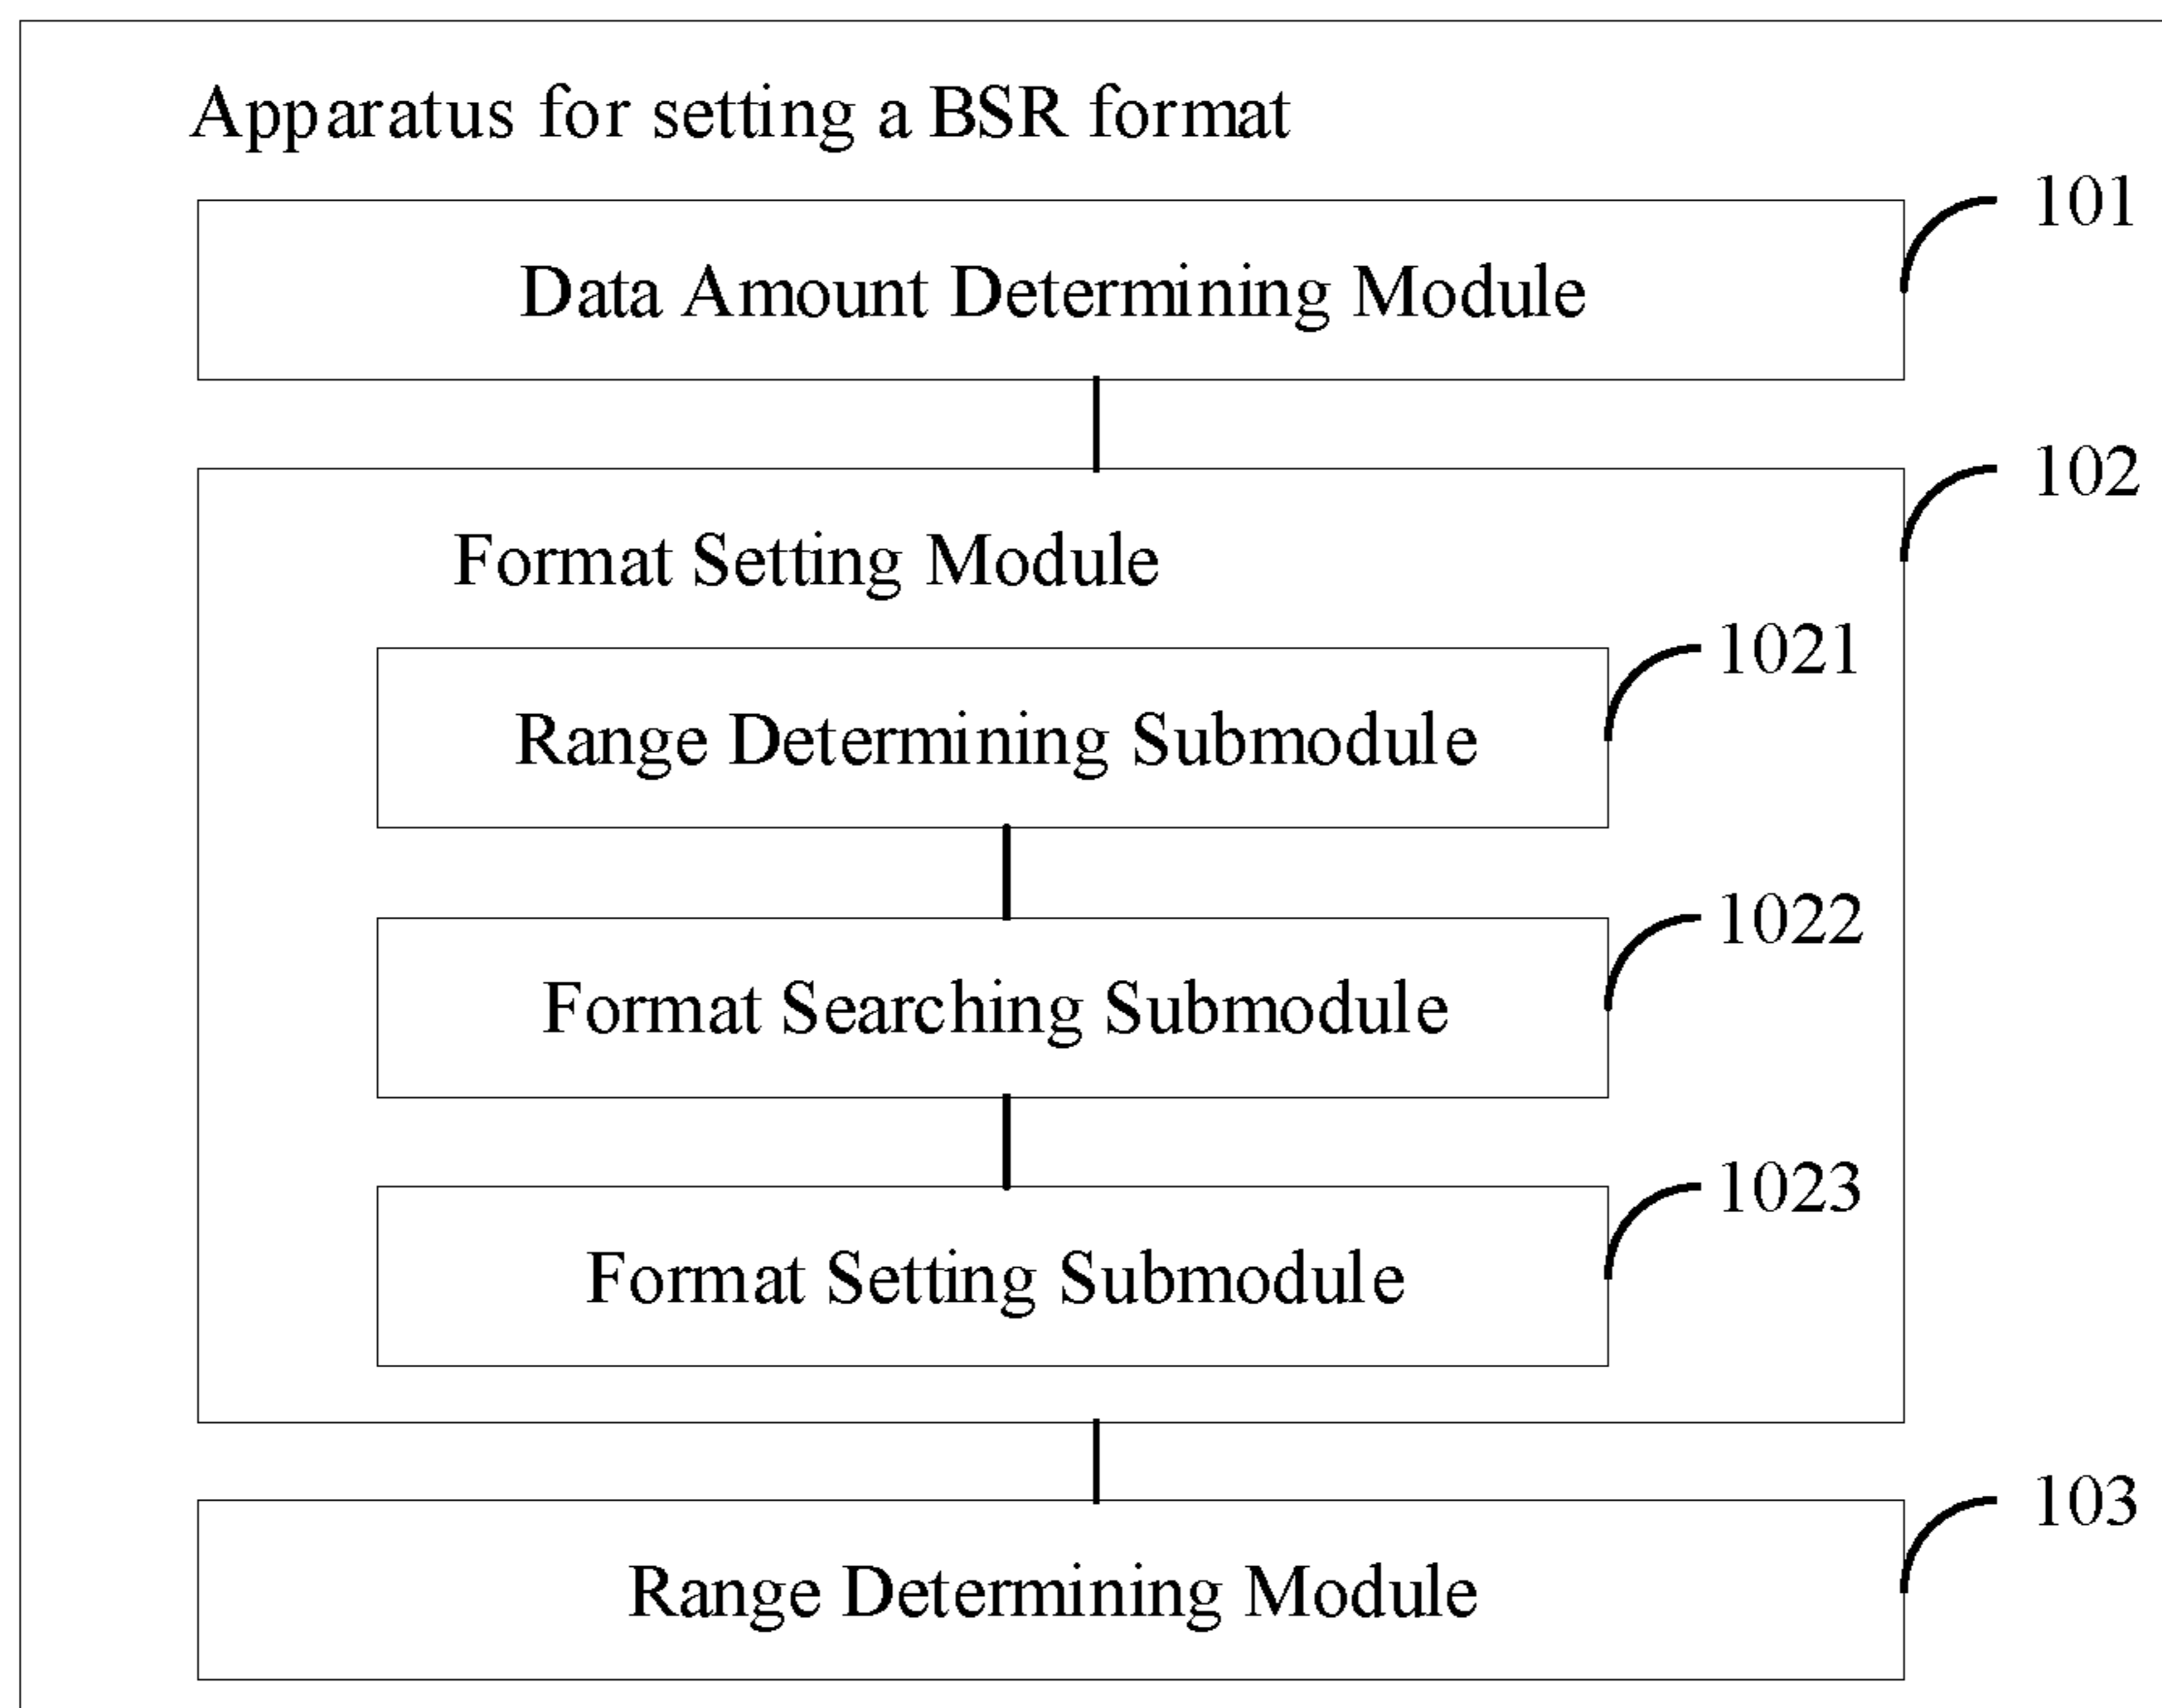 Apparatus for setting a BSR format
101
Data Amount Determining Module
102
Format Setting Module
1021
Range Determining Submodule
1022
Format Searching Submodule
1023
Format Setting Submodule
103
Range Determining Module